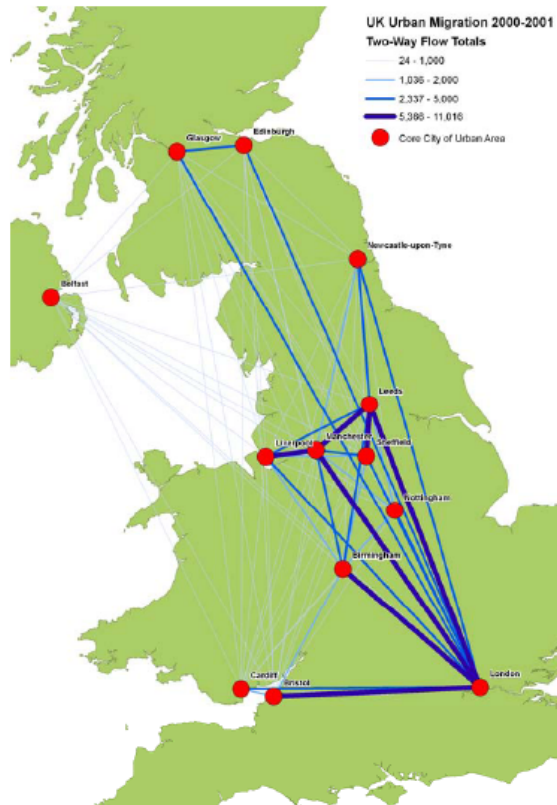 UK Urban Migration 2000-2001
Two-Way Flow Totals
24 - 1,000
1,036 - 2,000
2,337 - 5,000
5,366 - 11,016
Core City of Urban Area
Glasgow
Edinburgh
Newcastle-upon-Tyne
Belfast
Leeds
Liverpool
Manchester
Sheffield
Nottingham
Birmingham
Cardiff
Bristol
London